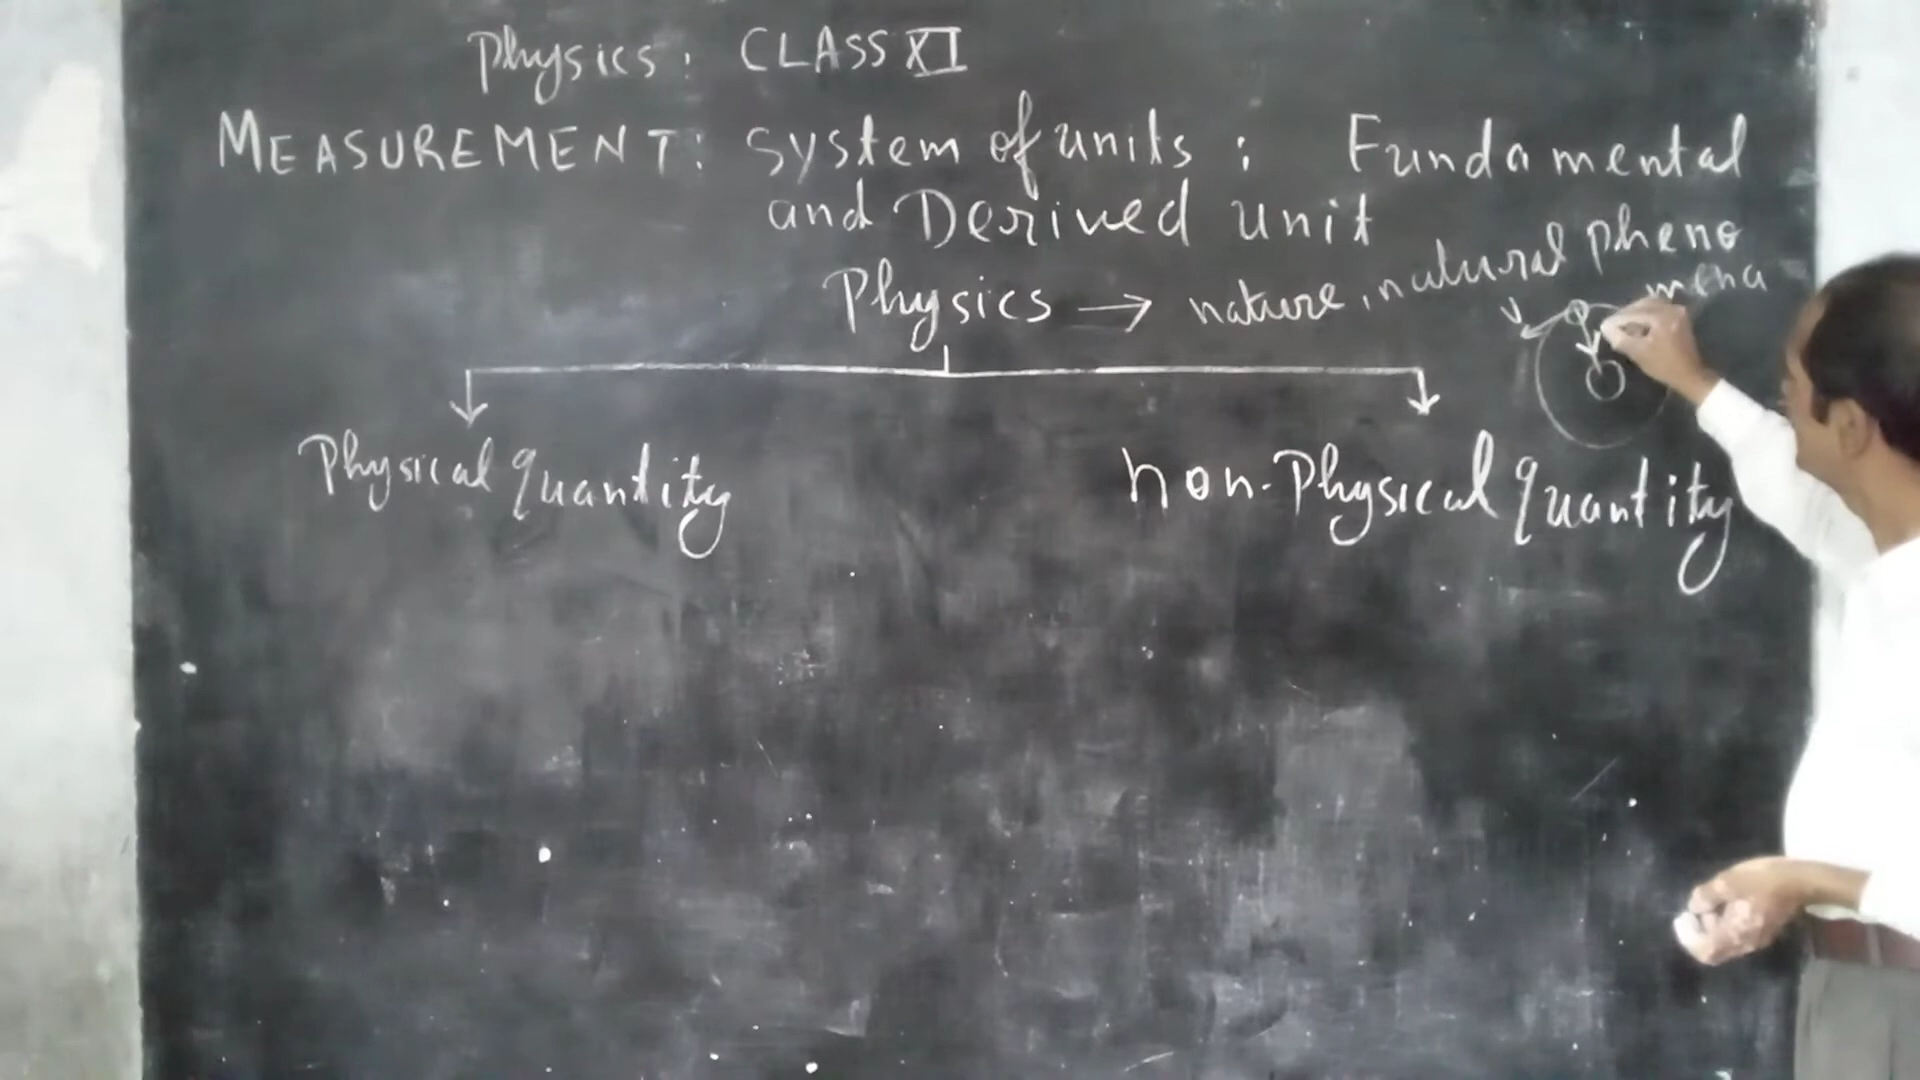 Physics: CLASS XI
MEASUREMENT: System of units: Fundamental
and Derived unit
Physics → nature, natural pheno
mena
v
Physical quantity
non-Physical quantity